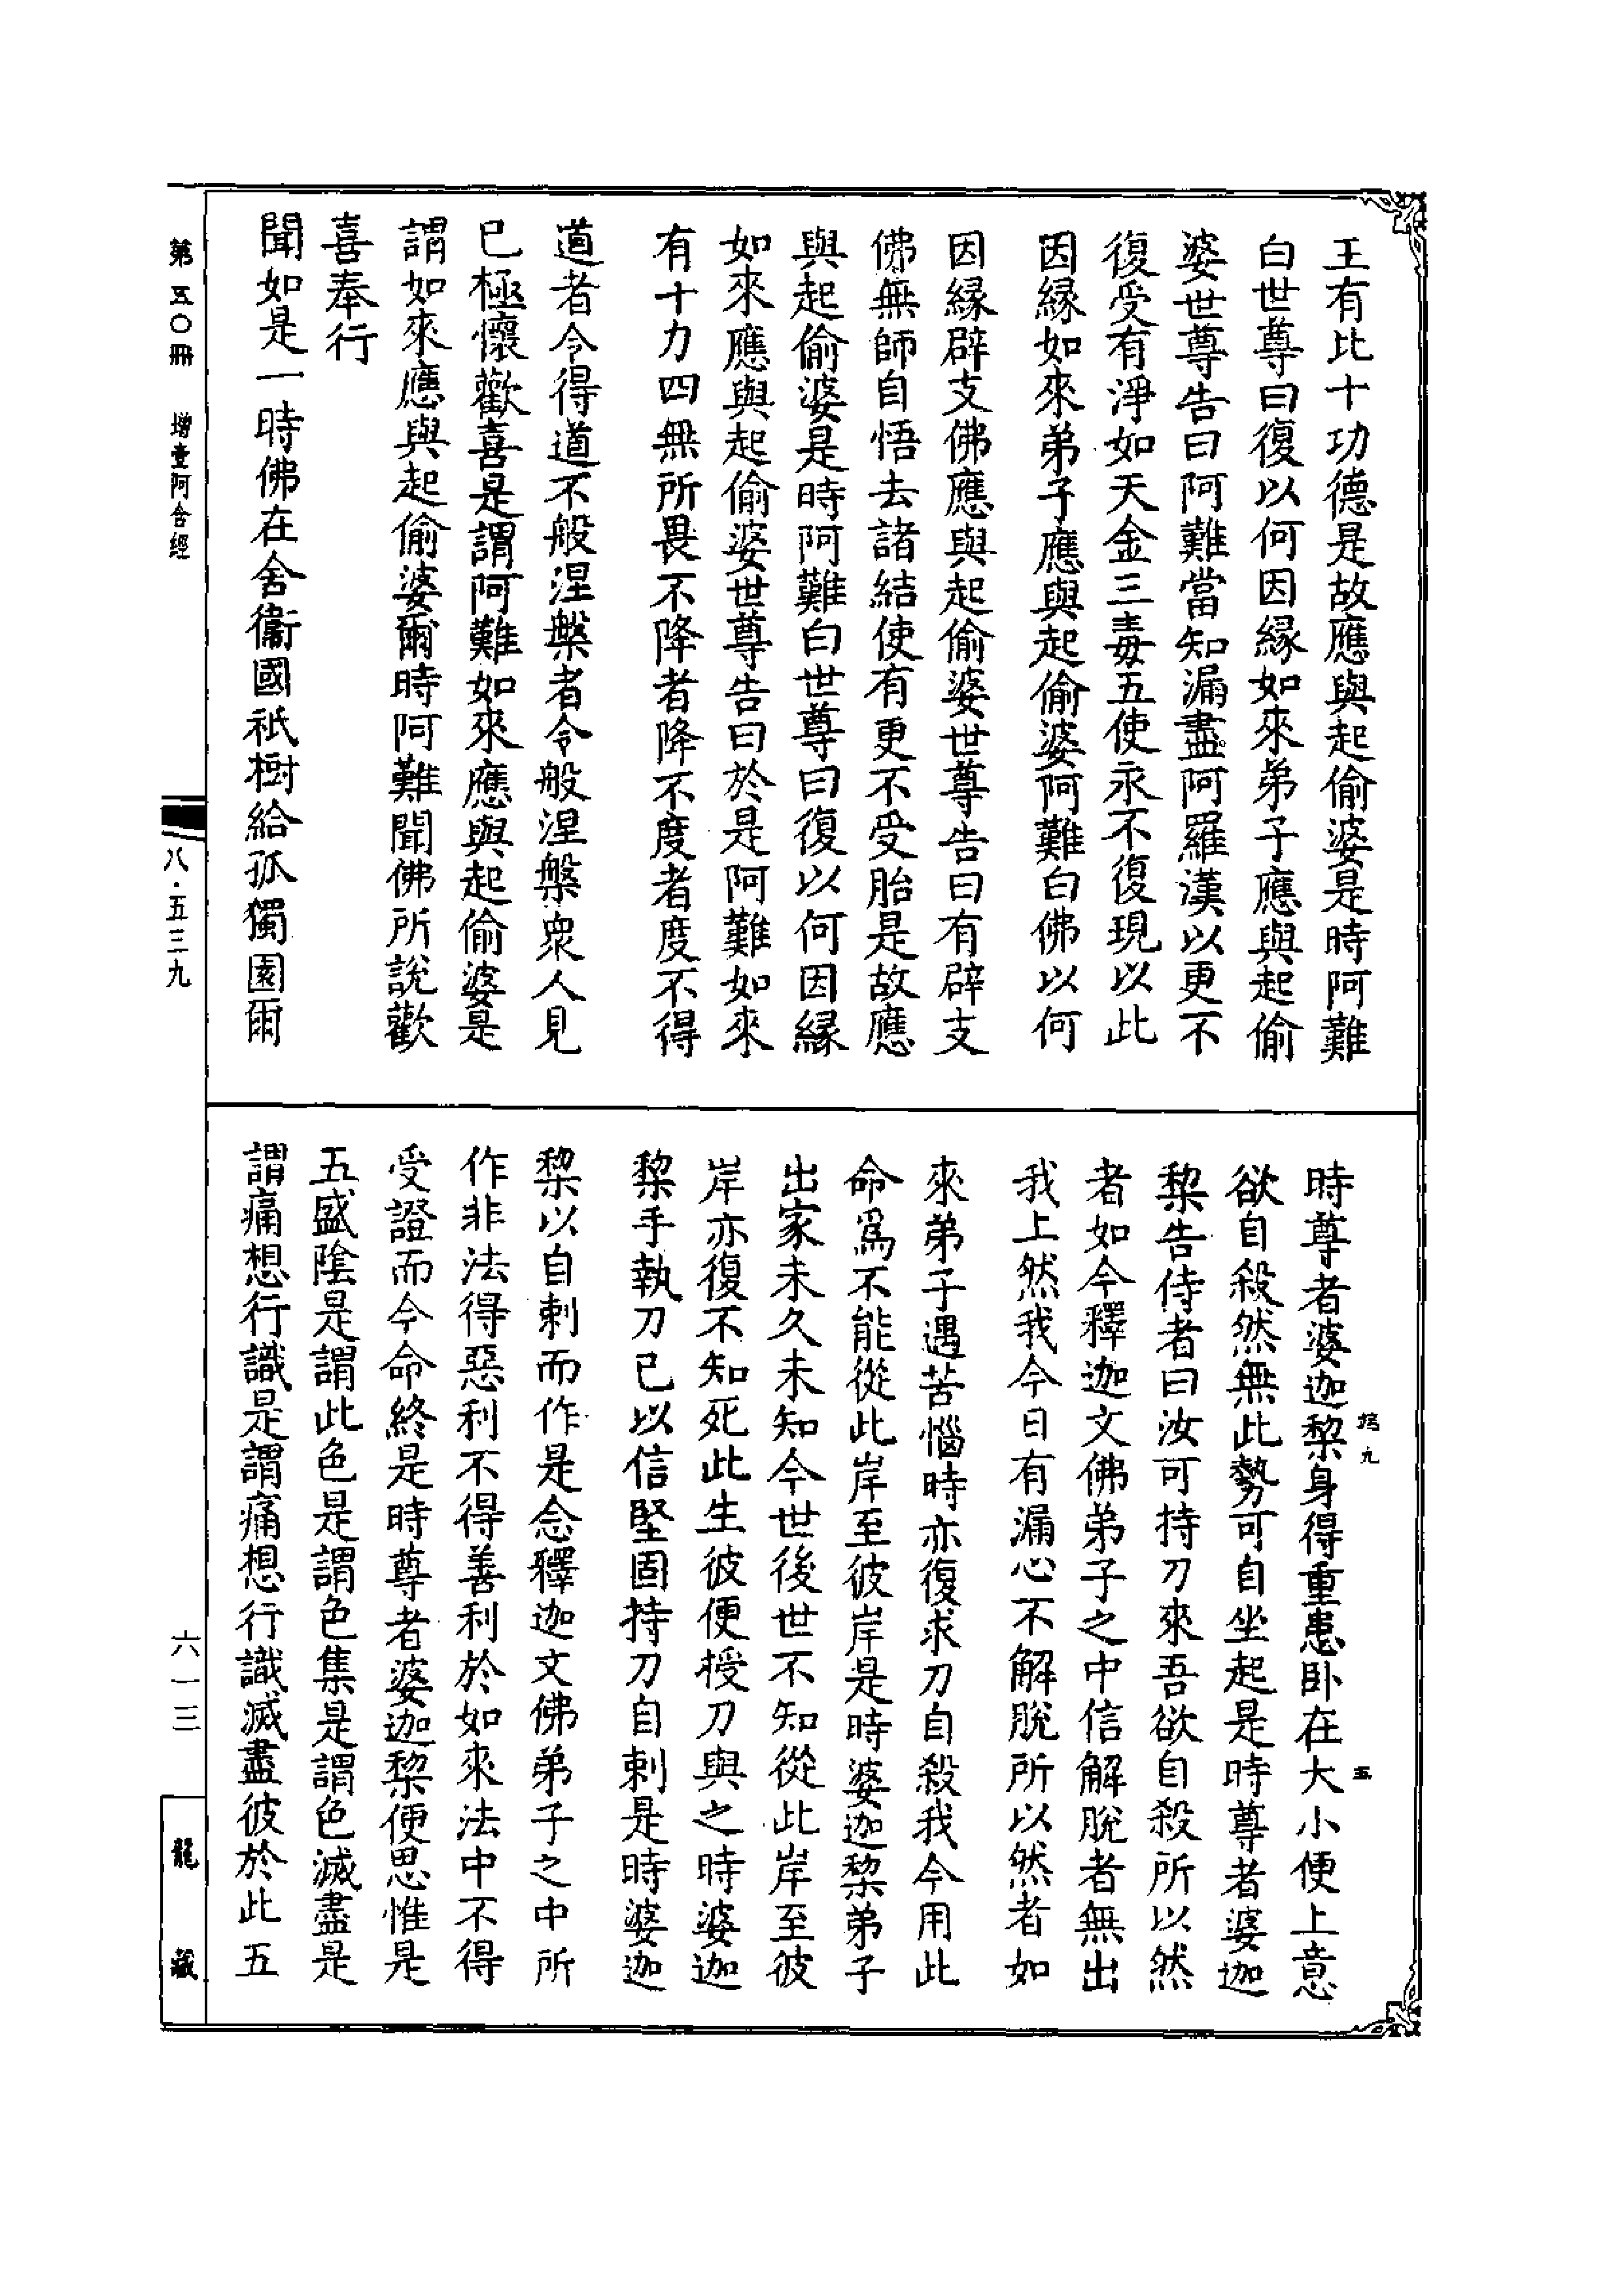 王有比十功德是故應與起偷婆是時阿難
白世尊曰復以何因緣如來弟子應與起偷
婆世尊告曰阿難當知漏盡阿羅漢以更不
復受有淨如天金三毒五使永不復現以此
因緣如來弟子應與起偷婆阿難白佛以何
因緣辟支佛應與起偷婆世尊告曰有辟支
佛無師自悟去諸結使有更不受胎是故應
與起偷婆是時阿難白世尊曰復以何因緣
如來應與起偷婆世尊告曰於是阿難如來
有十力四無所畏不降者降不度者度不得
道者令得道不般涅槃者令般涅槃眾人見
已極懷歡喜是謂阿難如來應與起偷婆是
謂如來應與起偷婆爾時阿難聞佛所說歡
喜奉行
聞如是一時佛在舍衞國祇樹給孤獨園爾
時尊者婆迦棃身得重患臥在大小便上意
欲自殺然無此勢可自坐起是時尊者婆迦
棃告侍者曰汝可持刀來吾欲自殺所以然
者如今釋迦文佛弟子之中信解脫者無出
我上然我今日有漏心不解脫所以然者如
來弟子遇苦惱時亦復求刀自殺我今用此
命爲不能從此岸至彼岸是時婆迦棃弟子
出家未久未知今世後世不知從此岸至彼
岸亦復不知死此生彼便授刀與之時婆迦
棃手執刀已以信堅固持刀自刺是時婆迦
棃以自刺而作是念釋迦文佛弟子之中所
作非法得惡利不得善利於如來法中不得
受證而今命終是時尊者婆迦棃便思惟是
五盛陰是謂此色是謂色集是謂色滅盡是
謂痛想行識是謂痛想行識滅盡彼於此五
五
第五〇冊 增壹阿含經
八·五三九
六一三
龍藏